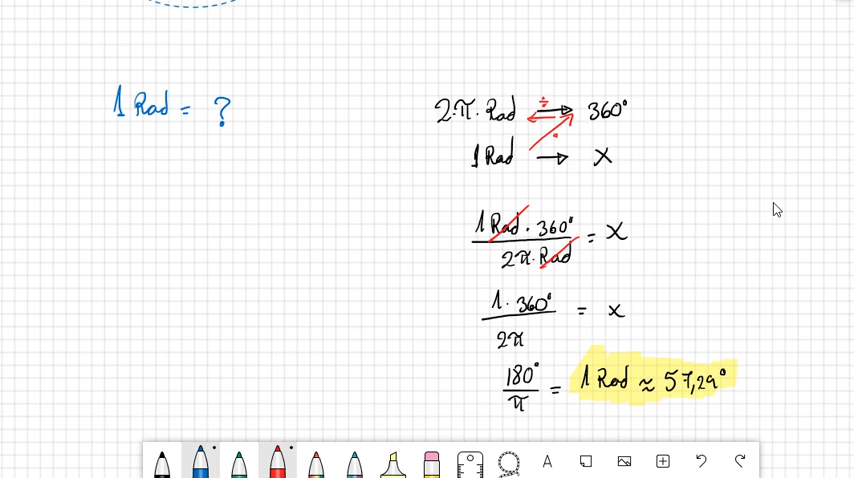 1 Rad = ?
2·π·Rad → 360°
÷
·
1 Rad → X
1 Rad · 360° / 2π·Rad = X
1 · 360° / 2π = x
180° / π = 1 Rad ≈ 57,29°
A